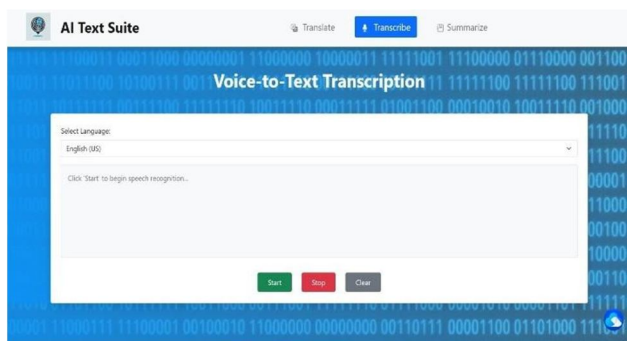 AI Text Suite
Translate
Transcribe
Summarize
Voice-to-Text Transcription
Select Language:
English (US)
Click 'Start' to begin speech recognition...
Start
Stop
Clear